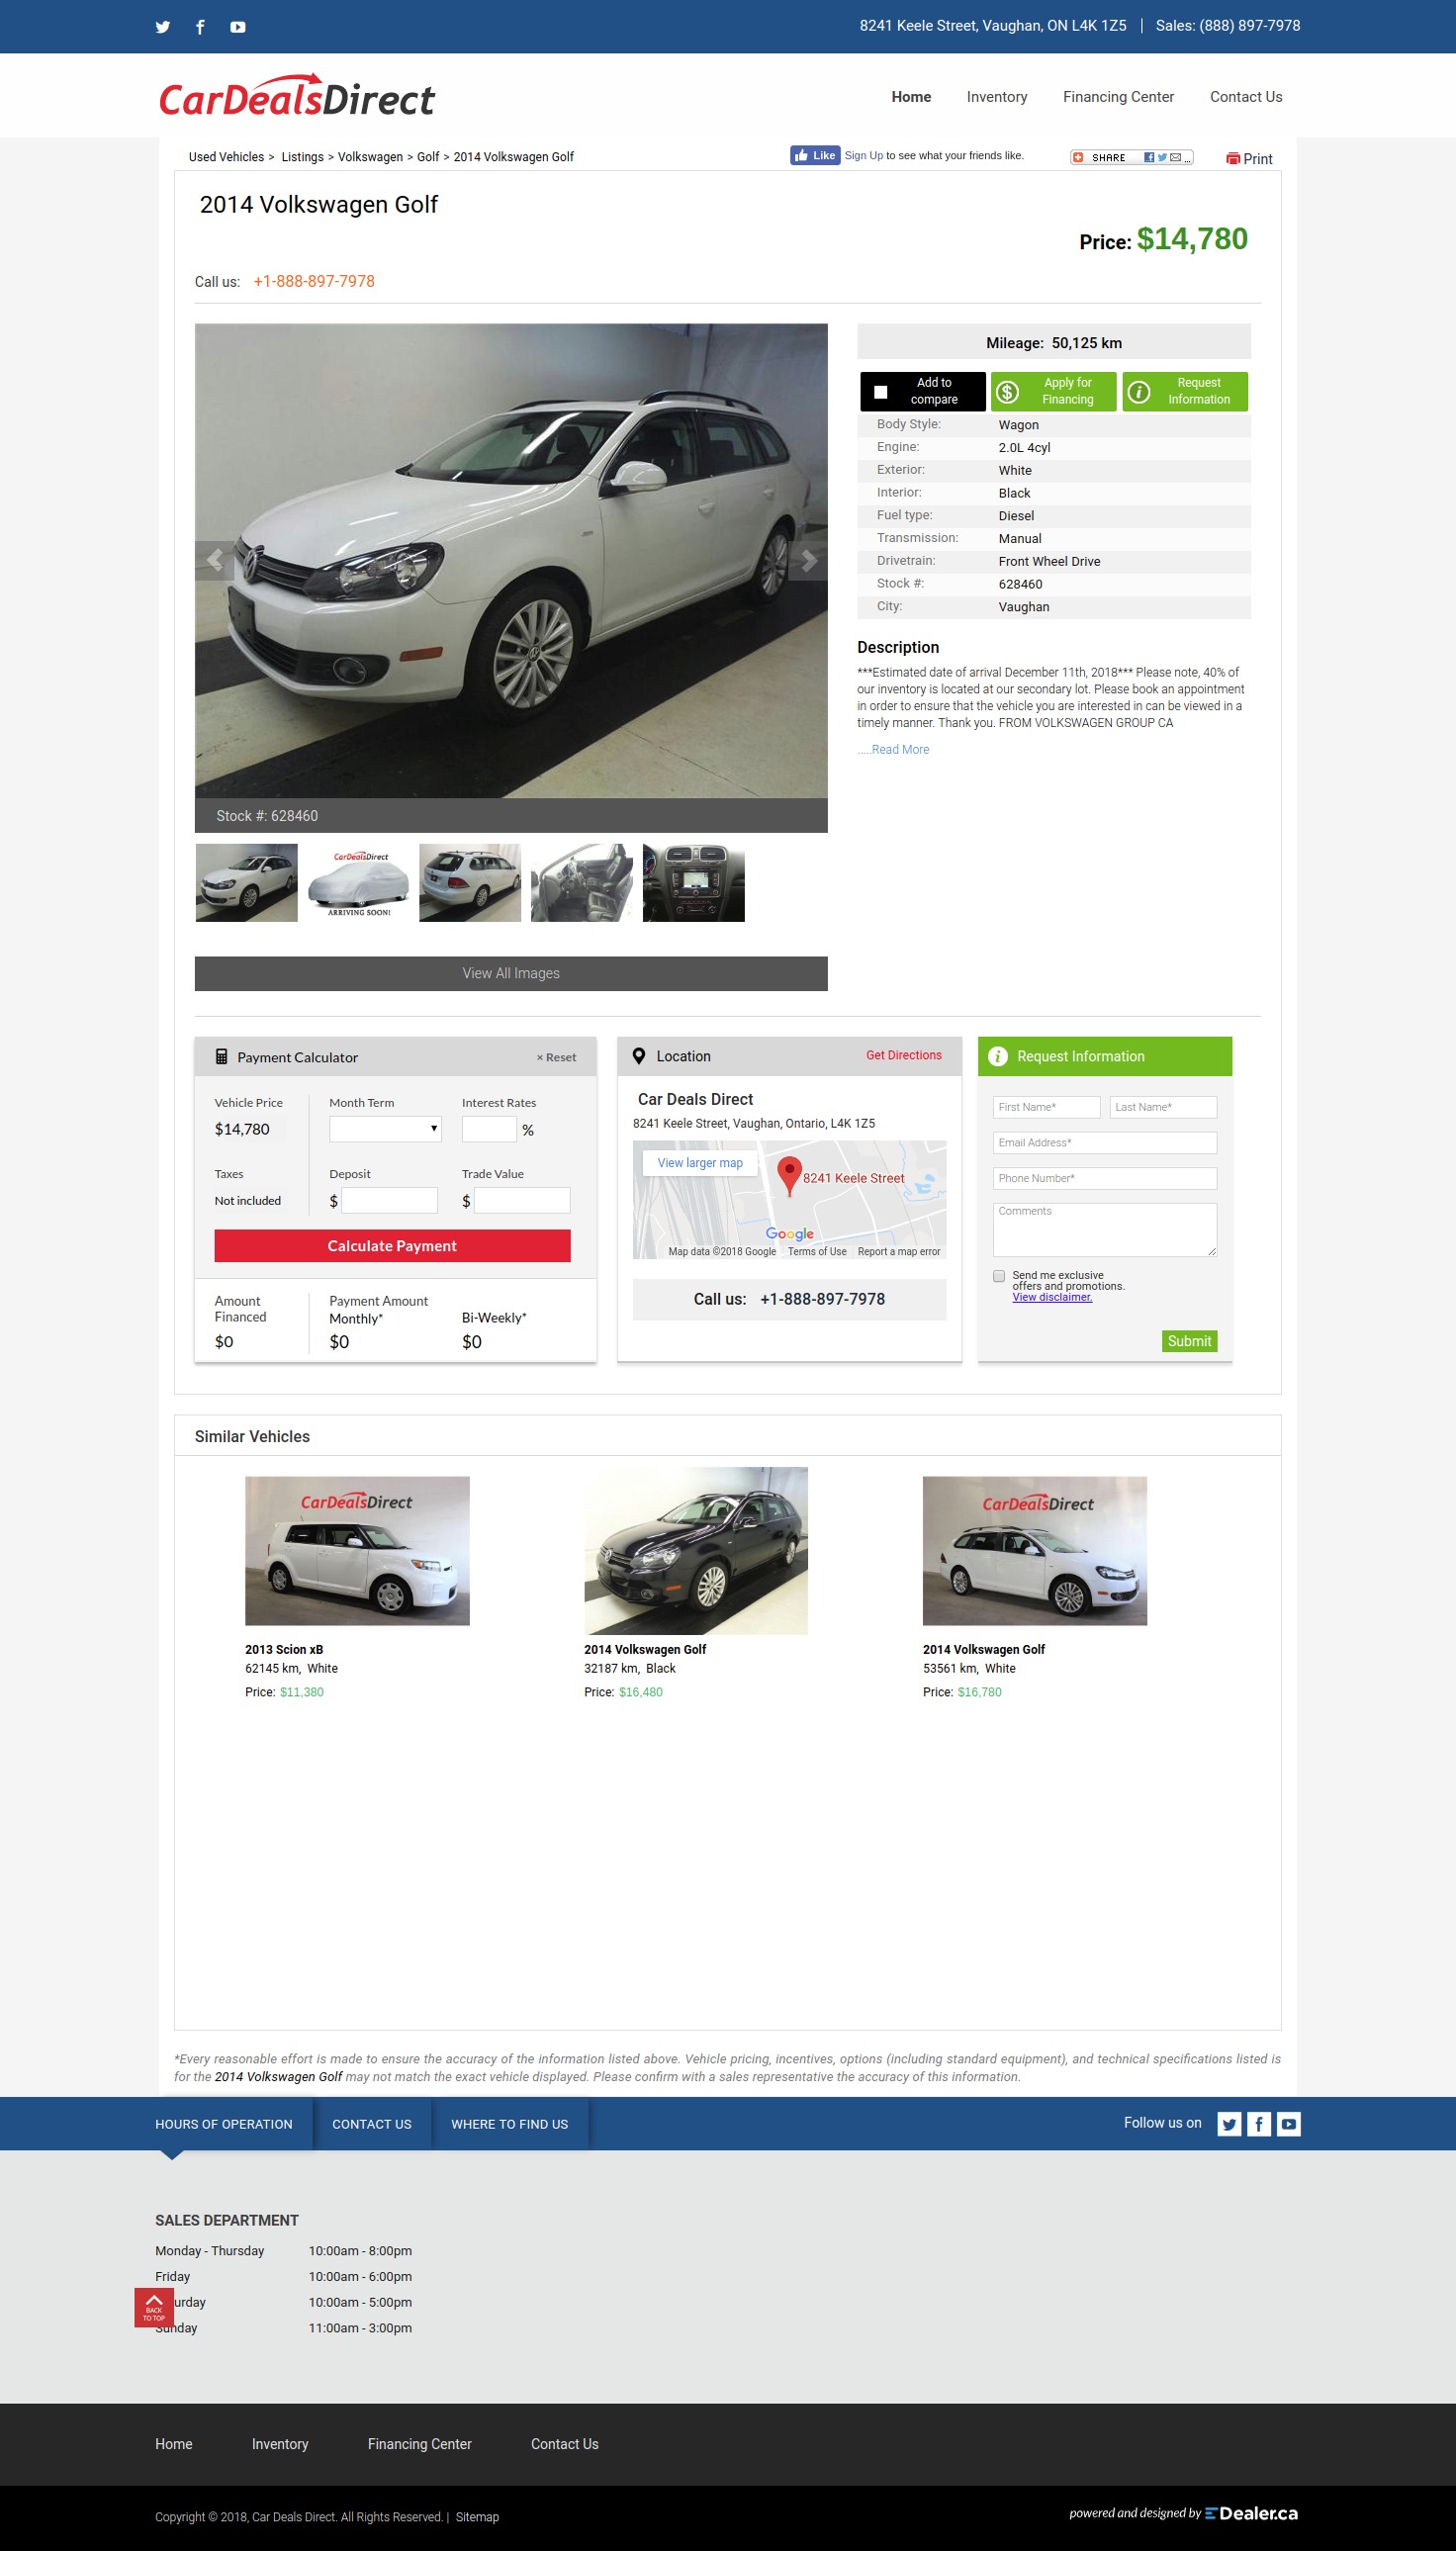 8241 Keele Street, Vaughan, ON L4K 1Z5 | Sales: (888) 897-7978
CarDealsDirect
Home Inventory Financing Center Contact Us
Used Vehicles > Listings > Volkswagen > Golf > 2014 Volkswagen Golf
Like Sign Up to see what your friends like.
SHARE ...
Print
2014 Volkswagen Golf
Price: $14,780
Call us: +1-888-897-7978
Mileage: 50,125 km
Add to compare
Apply for Financing
Request Information
Body Style: Wagon
Engine: 2.0L 4cyl
Exterior: White
Interior: Black
Fuel type: Diesel
Transmission: Manual
Drivetrain: Front Wheel Drive
Stock #: 628460
City: Vaughan
Description
***Estimated date of arrival December 11th, 2018*** Please note, 40% of
our inventory is located at our secondary lot. Please book an appointment
in order to ensure that the vehicle you are interested in can be viewed in a
timely manner. Thank you. FROM VOLKSWAGEN GROUP CA
.....Read More
Stock #: 628460
CarDealsDirect
ARRIVING SOON!
View All Images
Payment Calculator × Reset
Vehicle Price Month Term Interest Rates
$14,780 %
Taxes Deposit Trade Value
Not included $ $
Calculate Payment
Amount Financed
$0
Payment Amount
Monthly* Bi-Weekly*
$0 $0
Location Get Directions
Car Deals Direct
8241 Keele Street, Vaughan, Ontario, L4K 1Z5
View larger map
8241 Keele Street
Google
Map data ©2018 Google Terms of Use Report a map error
Call us: +1-888-897-7978
Request Information
First Name* Last Name*
Email Address*
Phone Number*
Comments
Send me exclusive
offers and promotions.
View disclaimer.
Submit
Similar Vehicles
CarDealsDirect
CarDealsDirect
2013 Scion xB
62145 km, White
Price: $11,380
2014 Volkswagen Golf
32187 km, Black
Price: $16,480
2014 Volkswagen Golf
53561 km, White
Price: $16,780
*Every reasonable effort is made to ensure the accuracy of the information listed above. Vehicle pricing, incentives, options (including standard equipment), and technical specifications listed is
for the 2014 Volkswagen Golf may not match the exact vehicle displayed. Please confirm with a sales representative the accuracy of this information.
HOURS OF OPERATION CONTACT US WHERE TO FIND US Follow us on
SALES DEPARTMENT
Monday - Thursday 10:00am - 8:00pm
Friday 10:00am - 6:00pm
urday 10:00am - 5:00pm
Sunday 11:00am - 3:00pm
BACK
TO TOP
Home Inventory Financing Center Contact Us
Copyright © 2018, Car Deals Direct. All Rights Reserved. | Sitemap
powered and designed by EDealer.ca